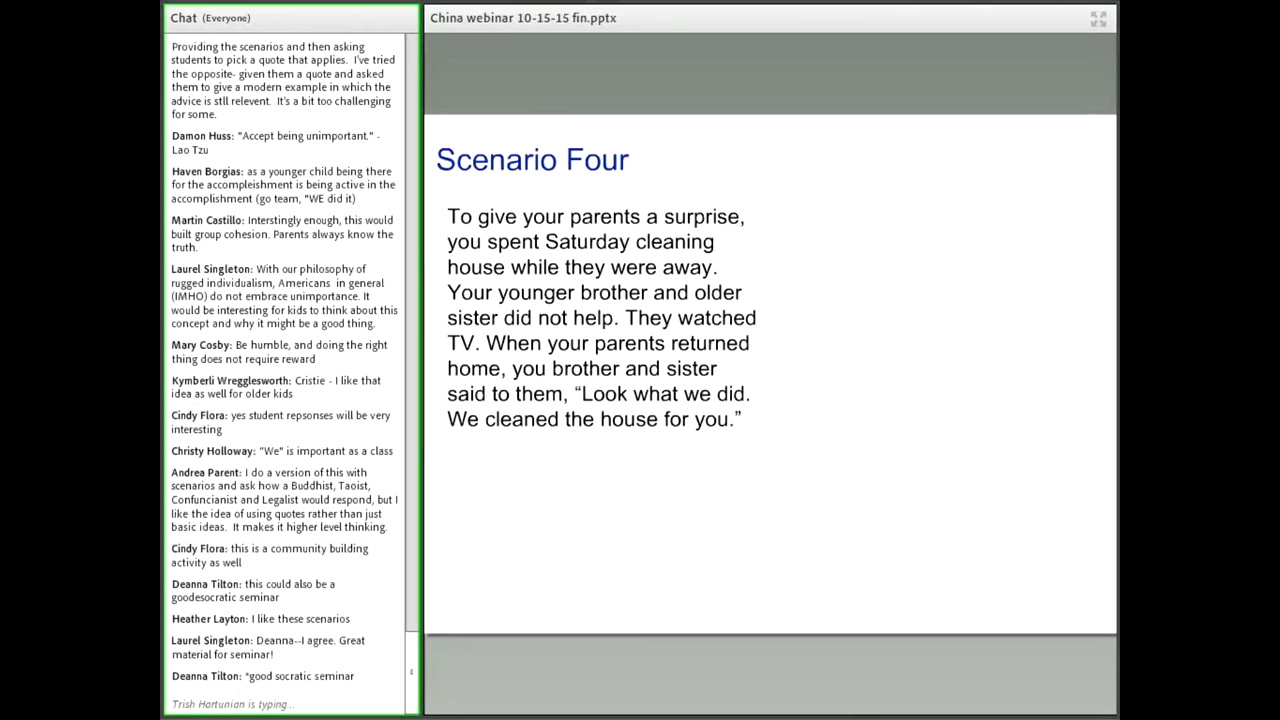 Chat (Everyone)
Providing the scenarios and then asking
students to pick a quote that applies. I've tried
the opposite- given them a quote and asked
them to give a modern example in which the
advice is stll relevent. It's a bit too challenging
for some.
Damon Huss: "Accept being unimportant." -
Lao Tzu
Haven Borgias: as a younger child being there
for the accompleishment is being active in the
accomplishment (go team, "WE did it)
Martin Castillo: Interstingly enough, this would
built group cohesion. Parents always know the
truth.
Laurel Singleton: With our philosophy of
rugged individualism, Americans in general
(IMHO) do not embrace unimportance. It
would be interesting for kids to think about this
concept and why it might be a good thing.
Mary Cosby: Be humble, and doing the right
thing does not require reward
Kymberli Wregglesworth: Cristie - I like that
idea as well for older kids
Cindy Flora: yes student repsonses will be very
interesting
Christy Holloway: "We" is important as a class
Andrea Parent: I do a version of this with
scenarios and ask how a Buddhist, Taoist,
Confuncianist and Legalist would respond, but I
like the idea of using quotes rather than just
basic ideas. It makes it higher level thinking.
Cindy Flora: this is a community building
activity as well
Deanna Tilton: this could also be a
goodesocratic seminar
Heather Layton: I like these scenarios
Laurel Singleton: Deanna--I agree. Great
material for seminar!
Deanna Tilton: *good socratic seminar
Trish Hartunian is typing...
China webinar 10-15-15 fin.pptx
Scenario Four
To give your parents a surprise,
you spent Saturday cleaning
house while they were away.
Your younger brother and older
sister did not help. They watched
TV. When your parents returned
home, you brother and sister
said to them, “Look what we did.
We cleaned the house for you.”